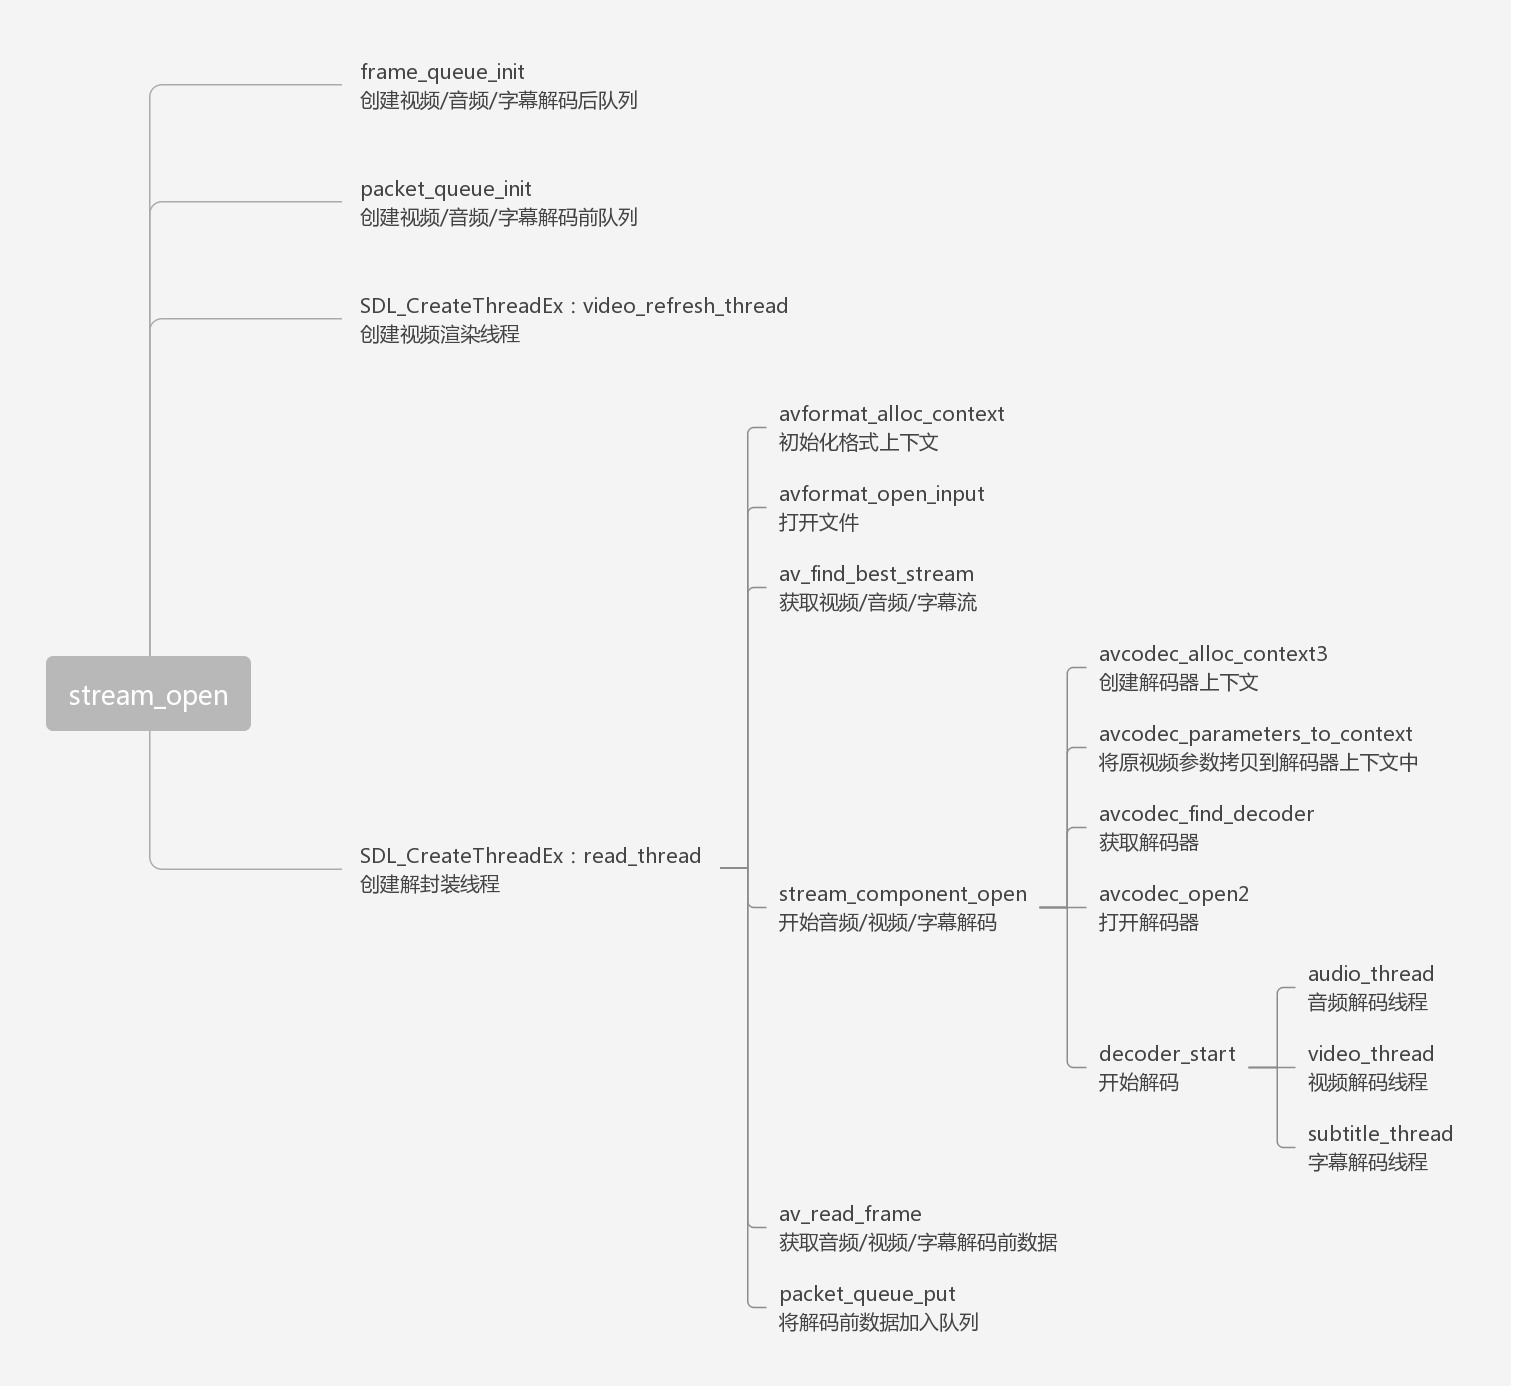 frame_queue_init
创建视频/音频/字幕解码后队列
packet_queue_init
创建视频/音频/字幕解码前队列
SDL_CreateThreadEx：video_refresh_thread
创建视频渲染线程
avformat_alloc_context
初始化格式上下文
avformat_open_input
打开文件
av_find_best_stream
获取视频/音频/字幕流
avcodec_alloc_context3
创建解码器上下文
stream_open
avcodec_parameters_to_context
将原视频参数拷贝到解码器上下文中
avcodec_find_decoder
获取解码器
SDL_CreateThreadEx：read_thread
创建解封装线程
stream_component_open
开始音频/视频/字幕解码
avcodec_open2
打开解码器
audio_thread
音频解码线程
decoder_start
开始解码
video_thread
视频解码线程
subtitle_thread
字幕解码线程
av_read_frame
获取音频/视频/字幕解码前数据
packet_queue_put
将解码前数据加入队列